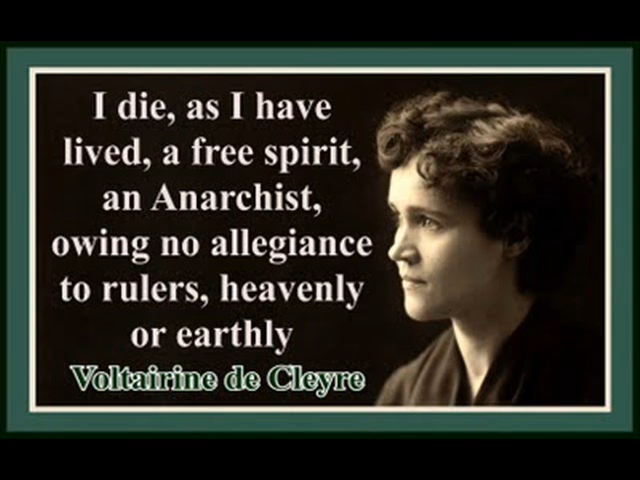 I die, as I have
lived, a free spirit,
an Anarchist,
owing no allegiance
to rulers, heavenly
or earthly
Voltairine de Cleyre